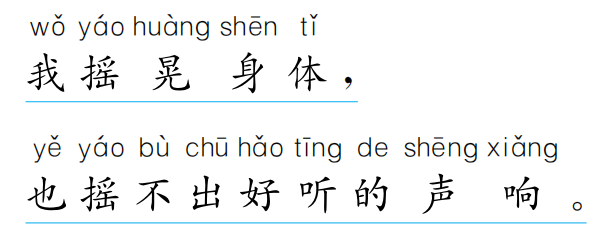 wǒ yáo huàng shēn tǐ
我摇晃身体，
yě yáo bù chū hǎo tīng de shēng xiǎng
也摇不出好听的声响。